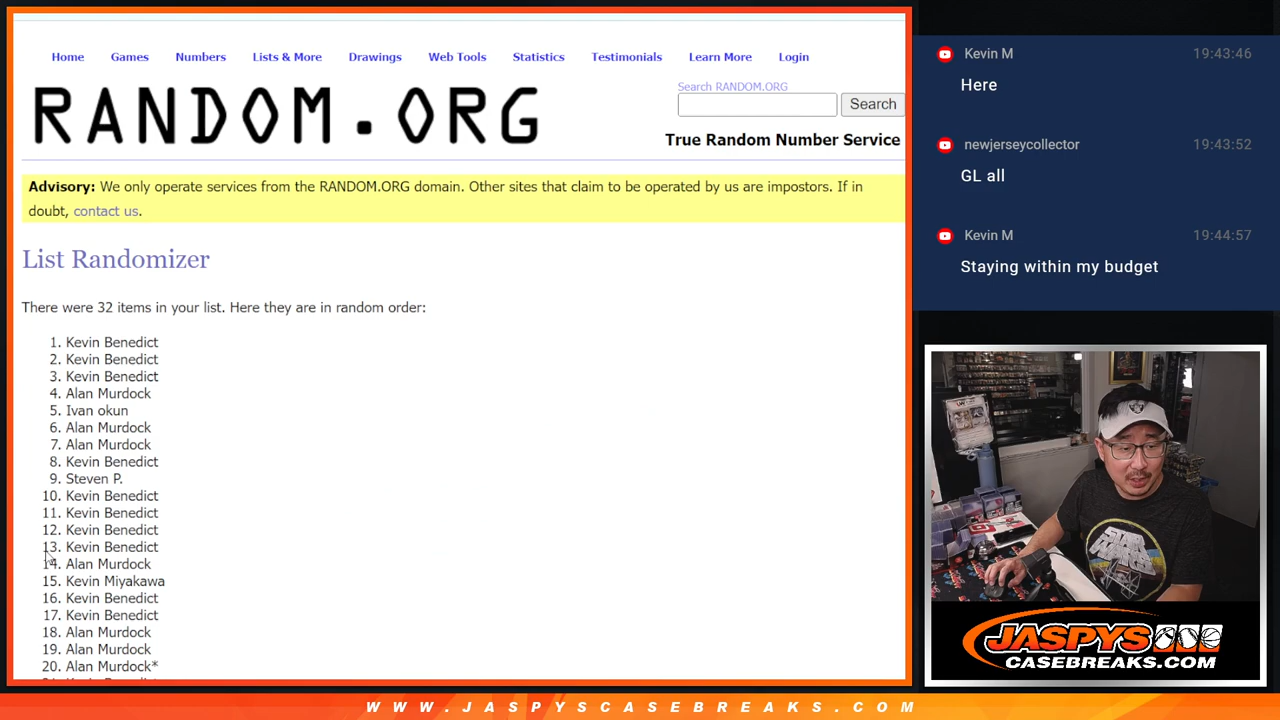 Home Games Numbers Lists & More Drawings Web Tools Statistics Testimonials Learn More Login
RANDOM.ORG
Search RANDOM.ORG
Search
True Random Number Service
Advisory: We only operate services from the RANDOM.ORG domain. Other sites that claim to be operated by us are impostors. If in
doubt, contact us.
List Randomizer
There were 32 items in your list. Here they are in random order:
1. Kevin Benedict
2. Kevin Benedict
3. Kevin Benedict
4. Alan Murdock
5. Ivan okun
6. Alan Murdock
7. Alan Murdock
8. Kevin Benedict
9. Steven P.
10. Kevin Benedict
11. Kevin Benedict
12. Kevin Benedict
13. Kevin Benedict
14. Alan Murdock
15. Kevin Miyakawa
16. Kevin Benedict
17. Kevin Benedict
18. Alan Murdock
19. Alan Murdock
20. Alan Murdock*
Kevin M 19:43:46
Here
newjerseycollector 19:43:52
GL all
Kevin M 19:44:57
Staying within my budget
STAR WARS
JASPYS
CASEBREAKS.COM
WWW.JASPYSCASEBREAKS.COM